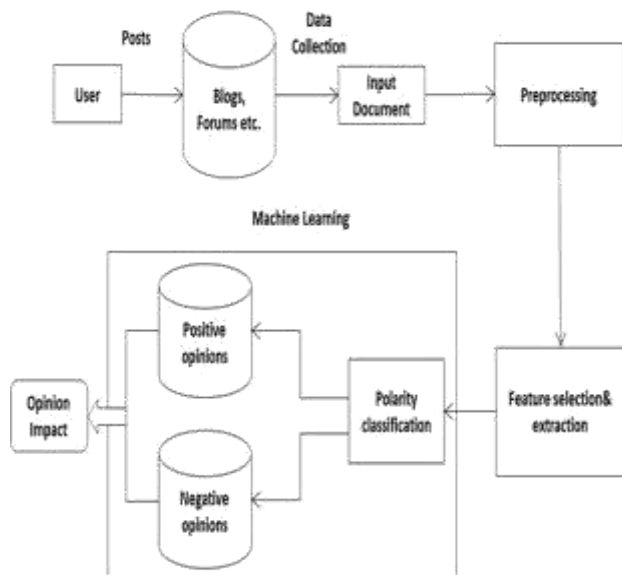 Posts
Data
Collection
User
Blogs,
Forums etc.
Input
Document
Preprocessing
Machine Learning
Positive
opinions
Opinion
Impact
Polarity
classification
Feature selection&
extraction
Negative
opinions